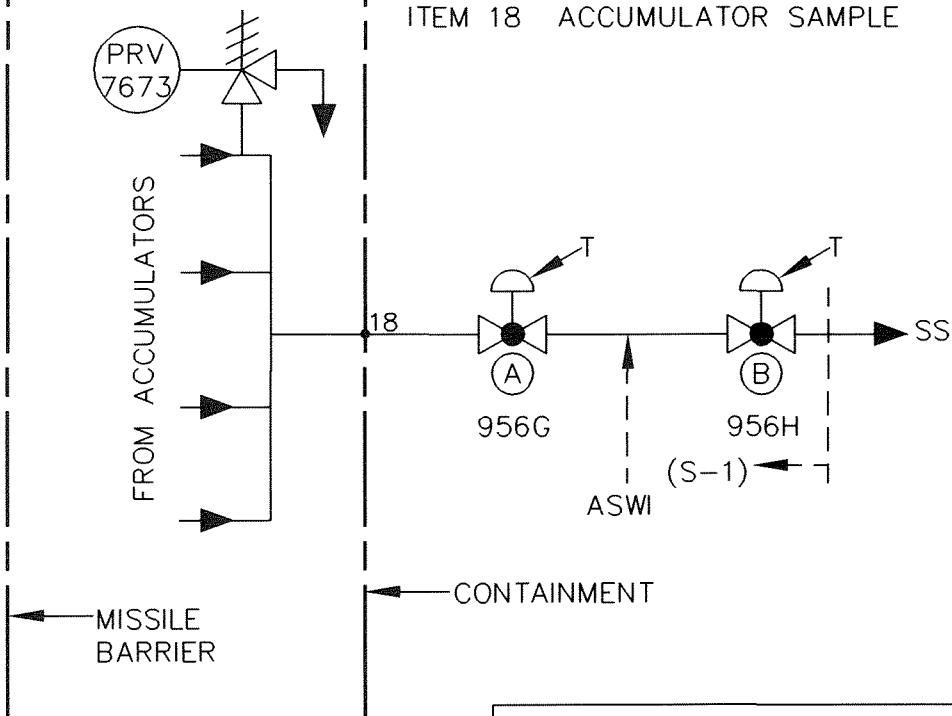 ITEM 18 ACCUMULATOR SAMPLE
PRV
7673
FROM ACCUMULATORS
18
T
T
SS
A
B
956G
956H
(S-1)
ASWI
CONTAINMENT
MISSILE
BARRIER